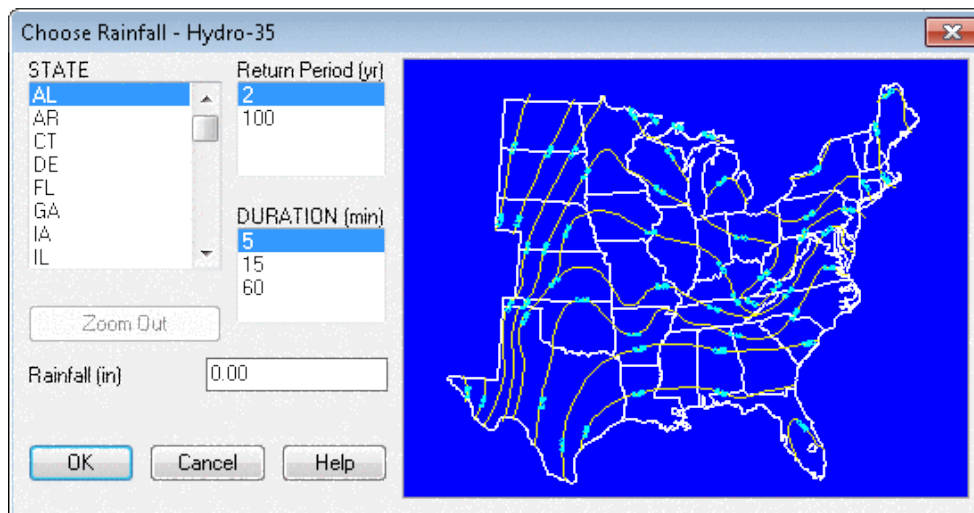 Choose Rainfall - Hydro-35
STATE
AL
AR
CT
DE
FL
GA
IA
IL
Return Period (yr)
2
100
DURATION (min)
5
15
60
Zoom Out
Rainfall (in)
0.00
OK
Cancel
Help